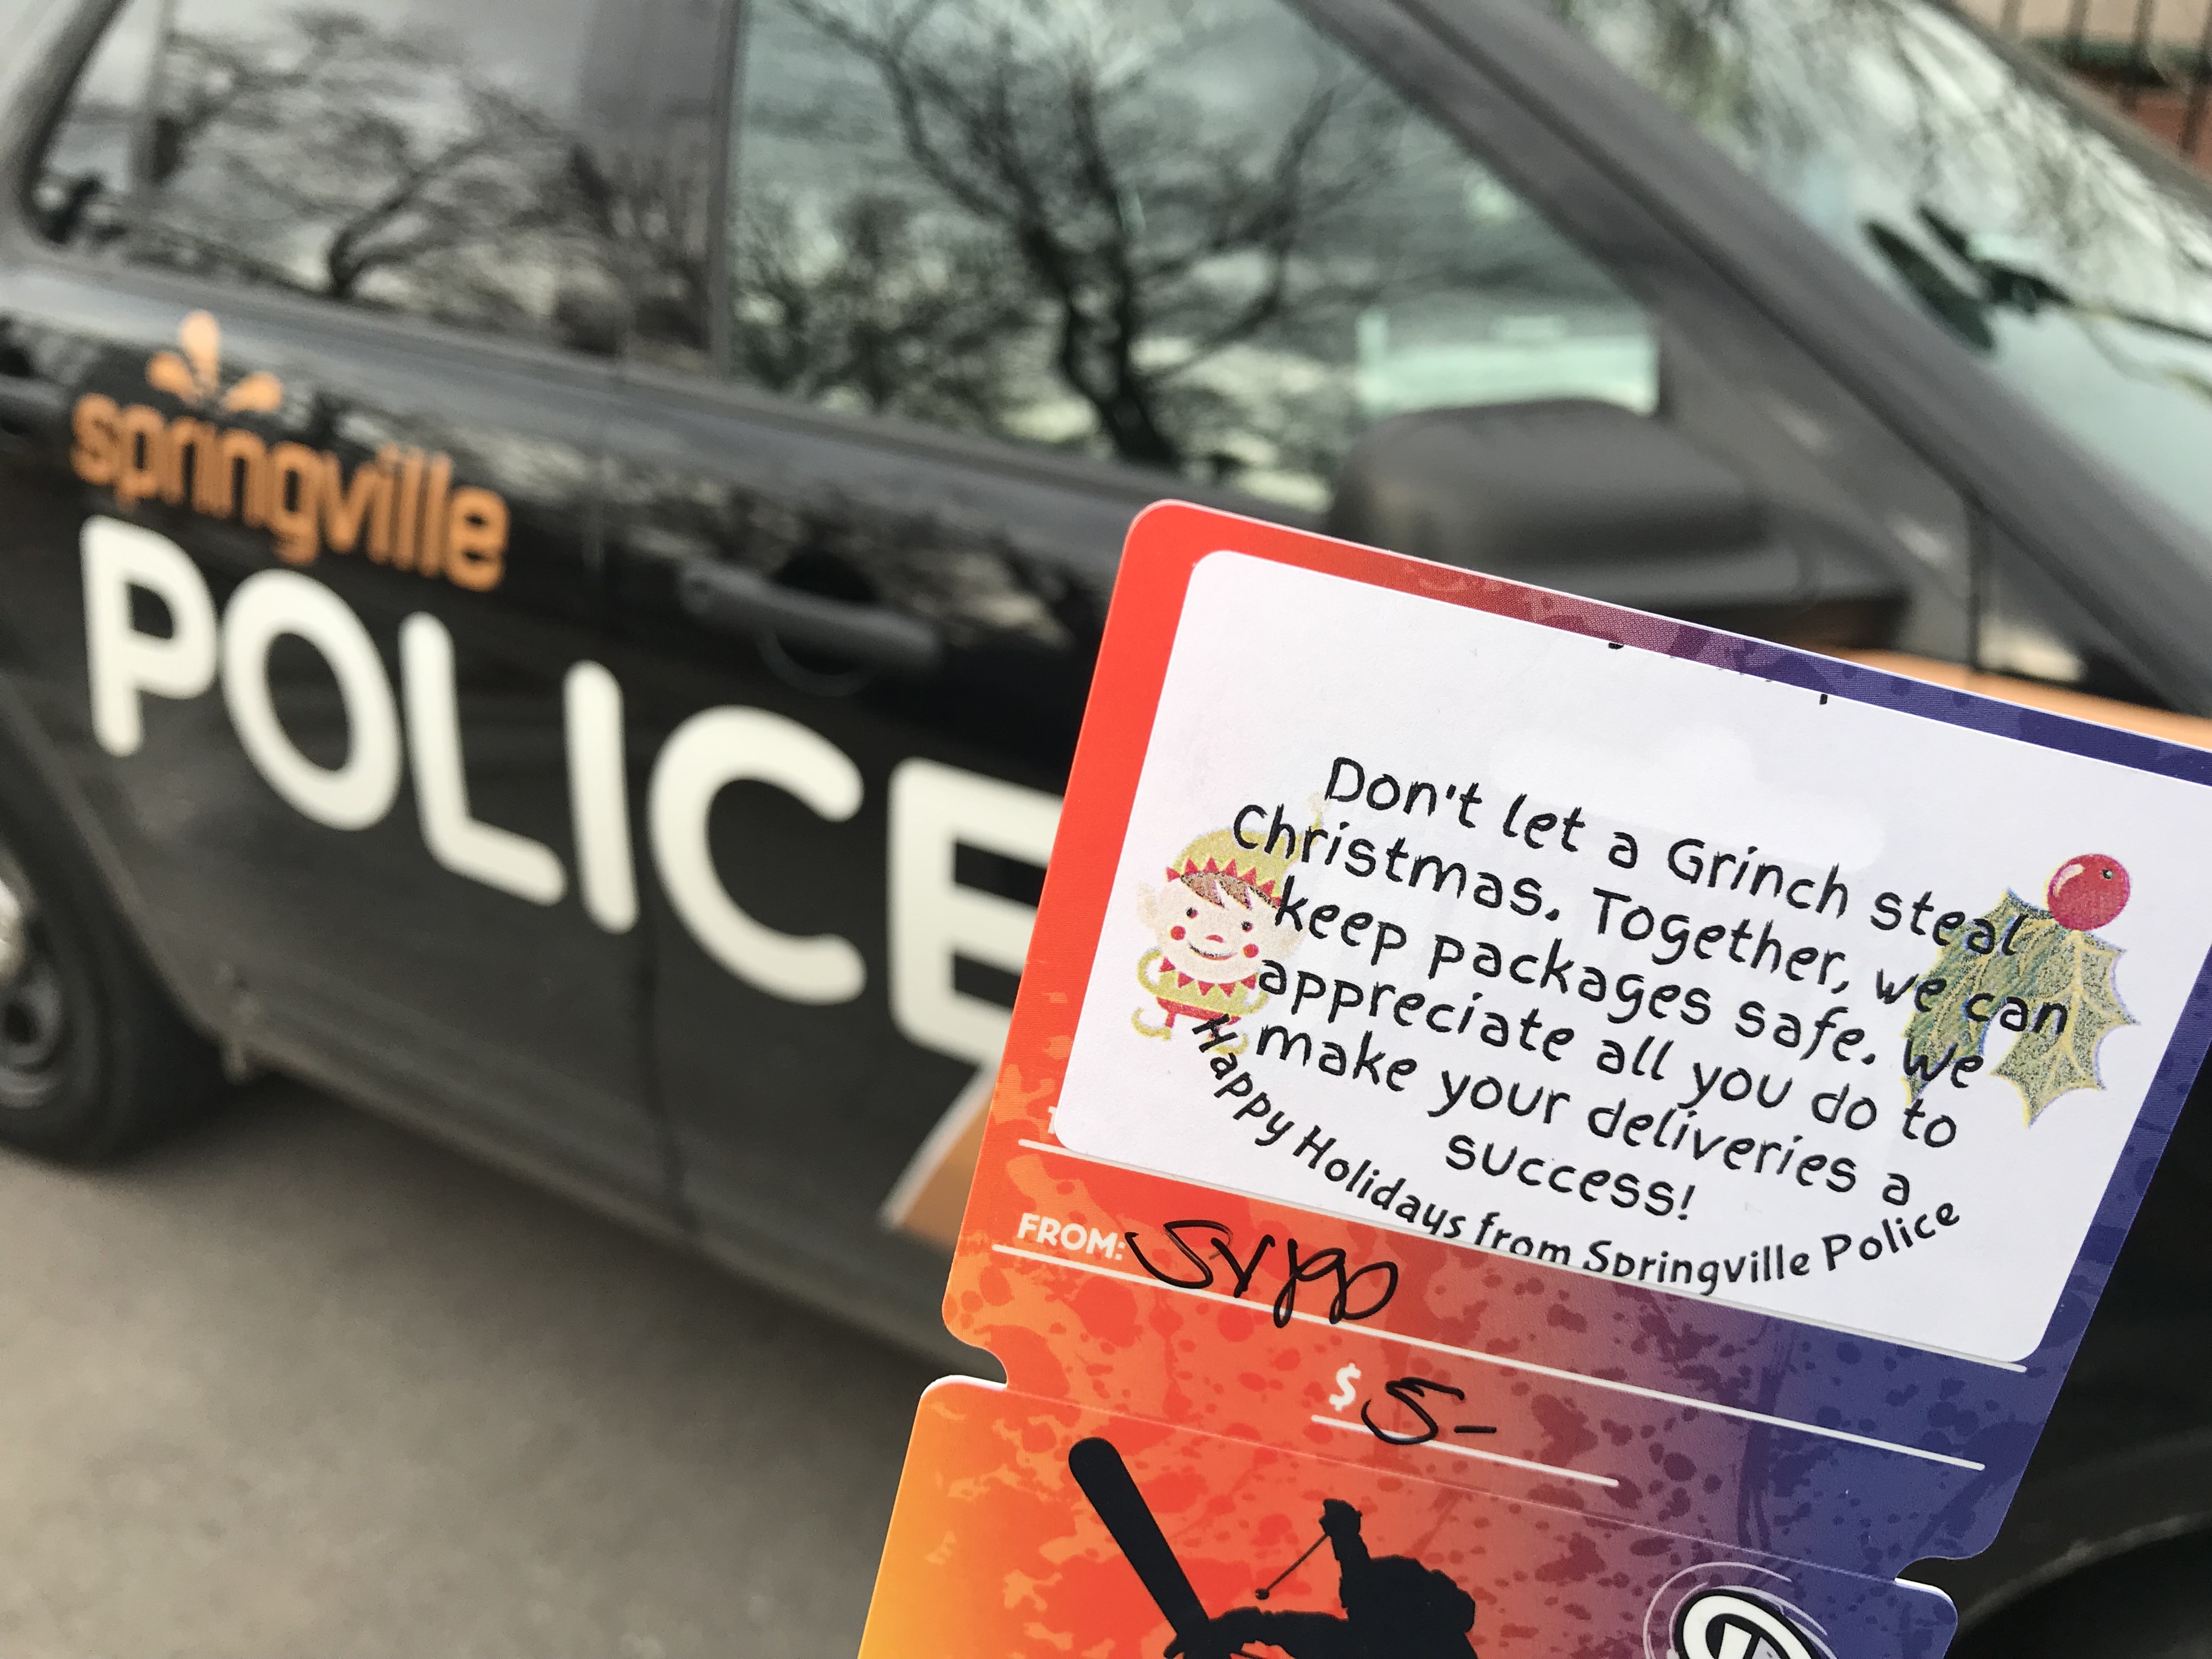 springville
POLICE
Don't let a Grinch steal
Christmas. Together, we can
keep packages safe. We
appreciate all you do to
make your deliveries a
success!
Happy Holidays from Springville Police
FROM: SVPD
$ 5-